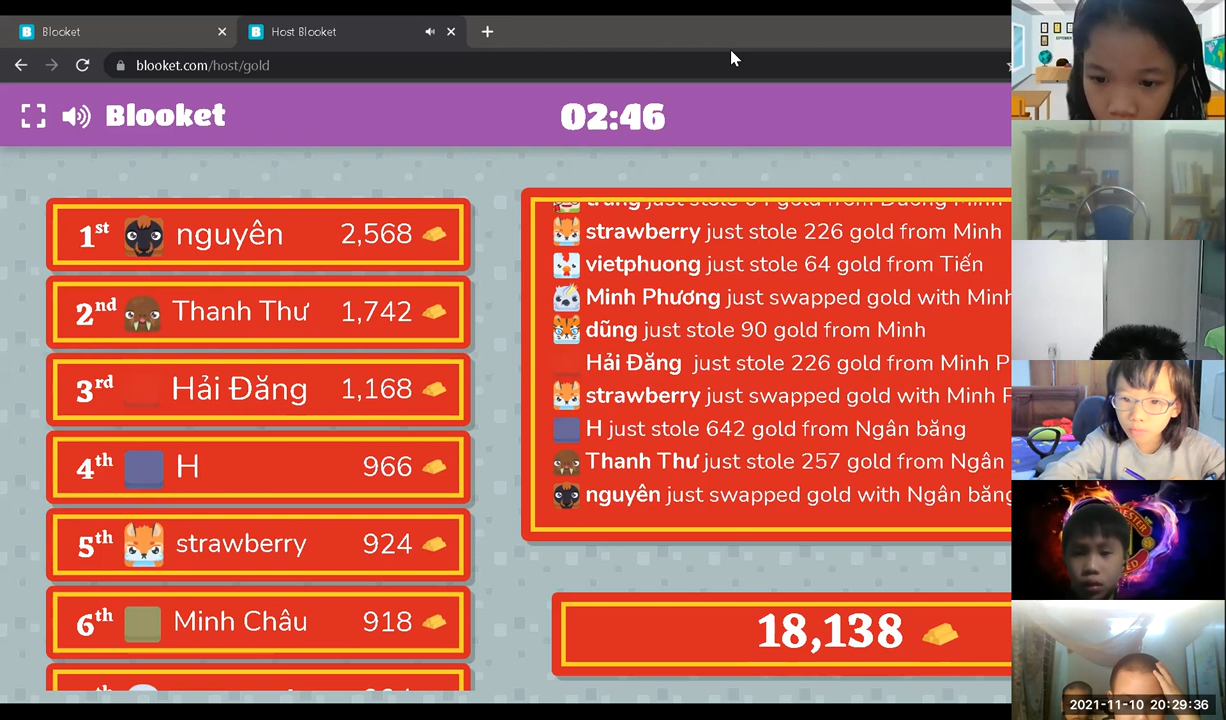 Blooket
Host Blooket
blooket.com/host/gold
Blooket
02:46
1st nguyên 2,568
2nd Thanh Thư 1,742
3rd Hải Đăng 1,168
4th H 966
5th strawberry 924
6th Minh Châu 918
strawberry just stole 226 gold from Minh
vietphuong just stole 64 gold from Tiến
Minh Phương just swapped gold with Minh
dũng just stole 90 gold from Minh
Hải Đăng just stole 226 gold from Minh P
strawberry just swapped gold with Minh P
H just stole 642 gold from Ngân băng
Thanh Thư just stole 257 gold from Ngân
nguyên just swapped gold with Ngân băng
18,138
2021-11-10 20:29:36